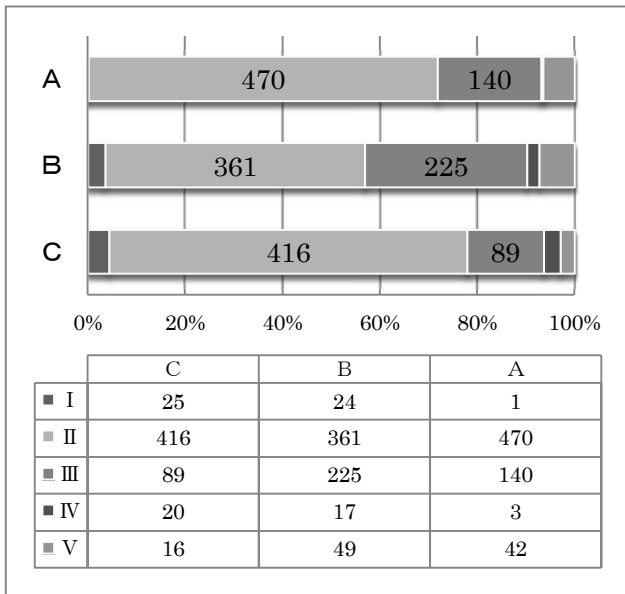 A 470 140
B 361 225
C 416 89
0% 20% 40% 60% 80% 100%
C B A
Ⅰ 25 24 1
Ⅱ 416 361 470
Ⅲ 89 225 140
Ⅳ 20 17 3
Ⅴ 16 49 42